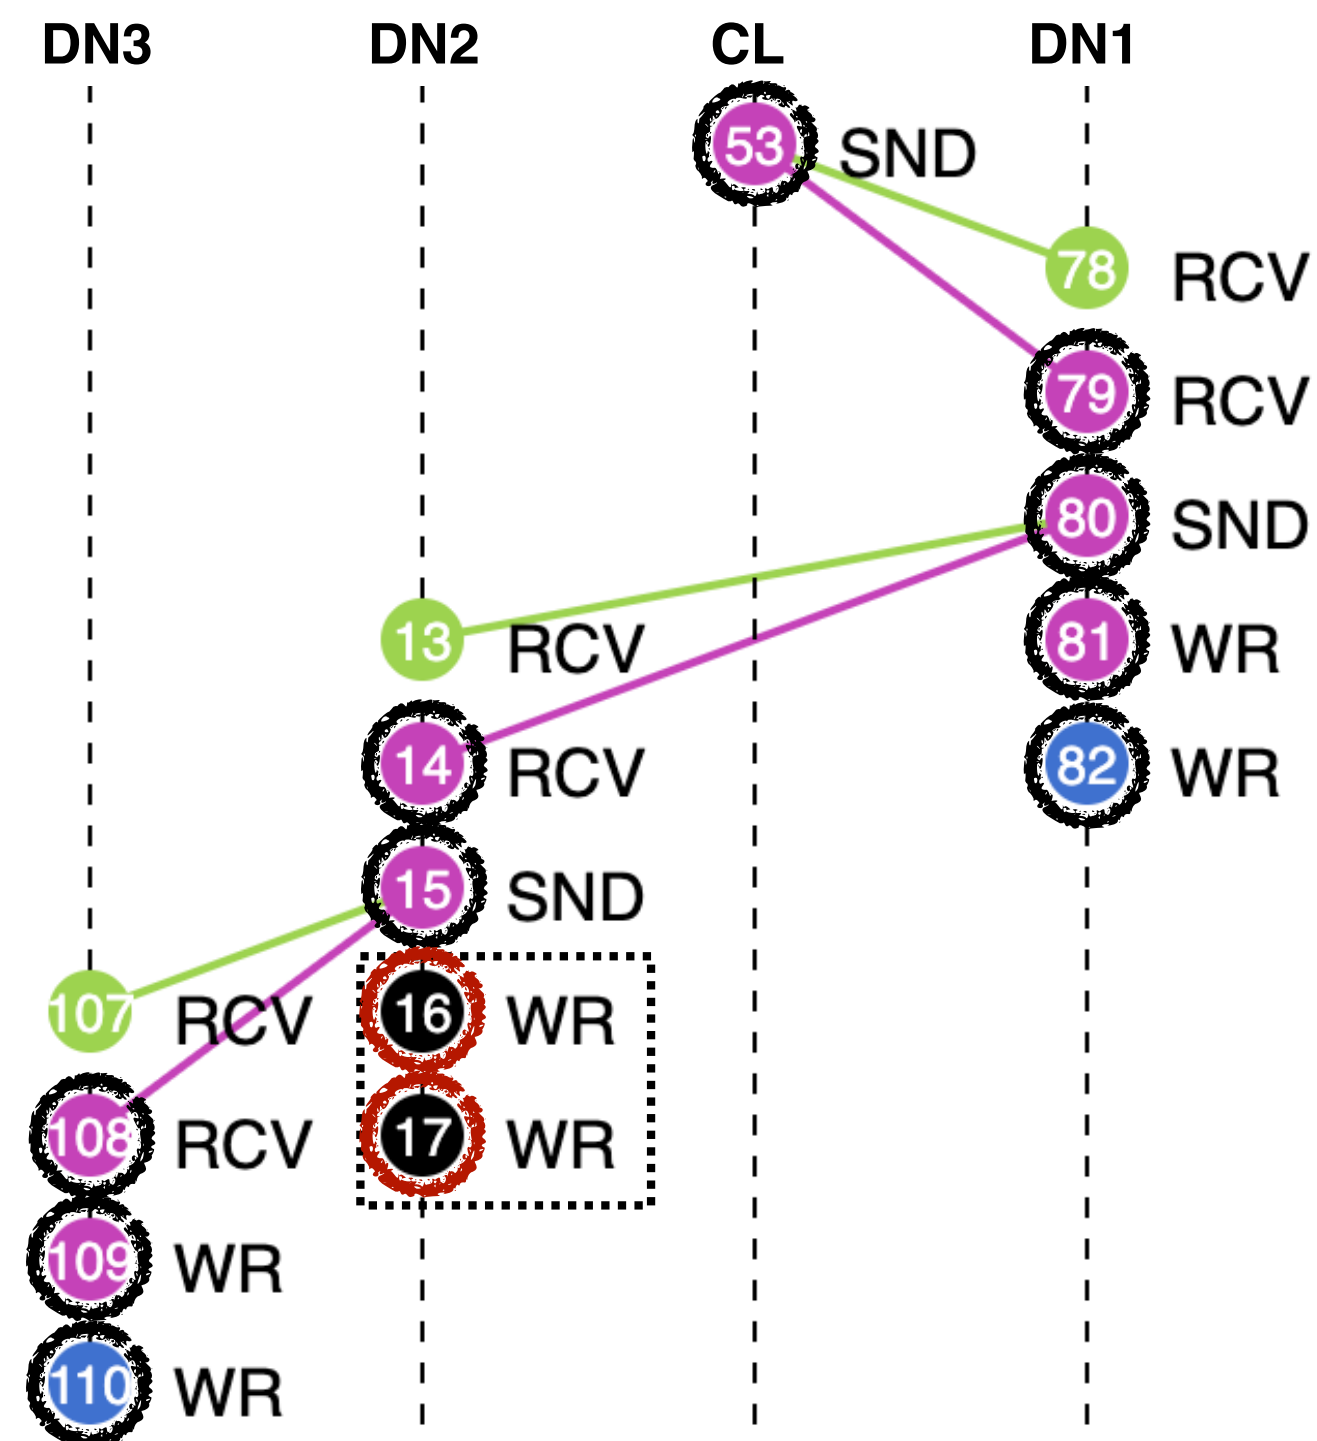 DN3 DN2 CL DN1
53 SND
78 RCV
79 RCV
80 SND
13 RCV
81 WR
14 RCV
82 WR
15 SND
107 RCV
16 WR
108 RCV
17 WR
109 WR
110 WR